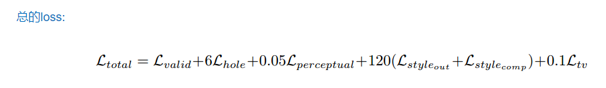 总的loss:
ℒ_total = ℒ_valid+6ℒ_hole+0.05ℒ_perceptual+120(ℒ_style_out+ℒ_style_comp)+0.1ℒ_tv